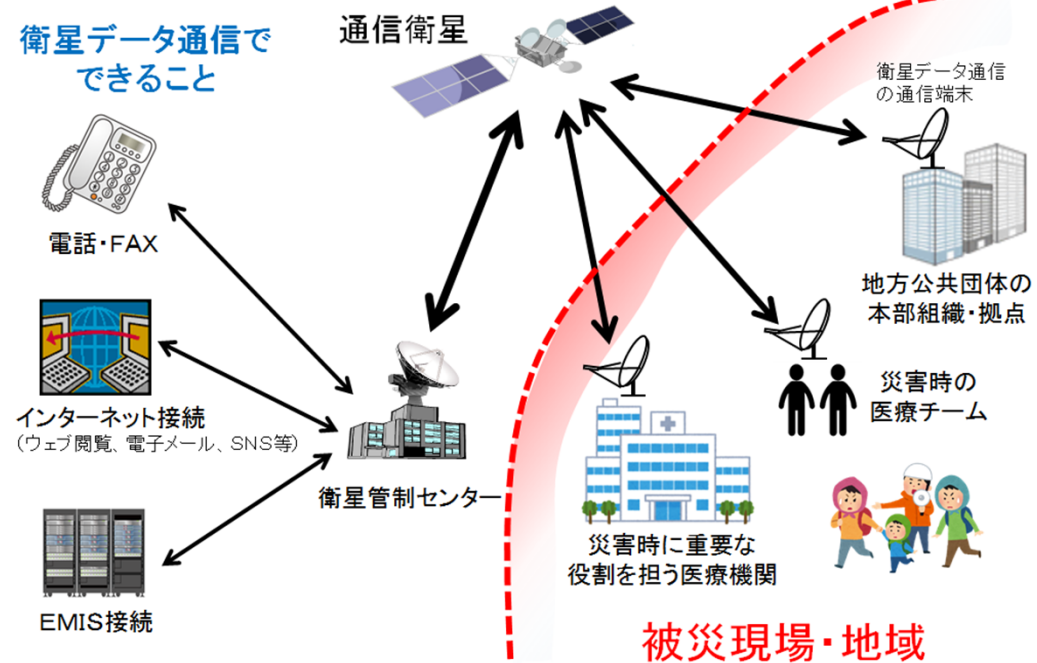 衛星データ通信で
できること
通信衛星
衛星データ通信
の通信端末
電話・FAX
地方公共団体の
本部組織・拠点
インターネット接続
（ウェブ閲覧、電子メール、SNS等）
災害時の
医療チーム
衛星管制センター
災害時に重要な
役割を担う医療機関
EMIS接続
被災現場・地域